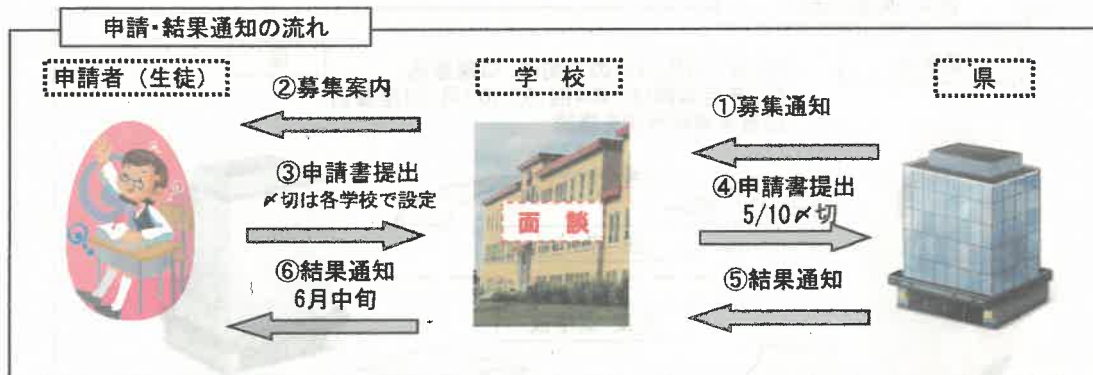 申請・結果通知の流れ
申請者（生徒）
学校
県
②募集案内
①募集通知
③申請書提出
〆切は各学校で設定
④申請書提出
5/10〆切
面談
⑥結果通知
6月中旬
⑤結果通知